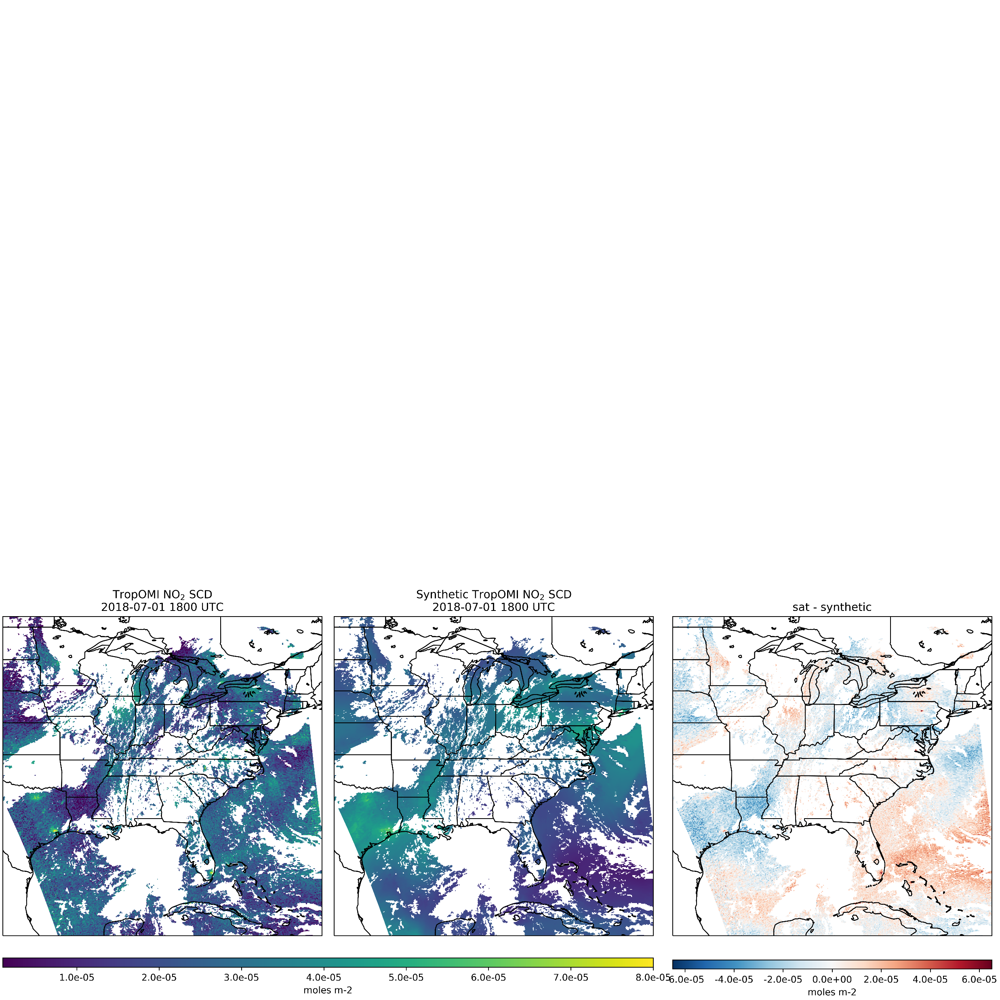 TropOMI NO₂ SCD
2018-07-01 1800 UTC
Synthetic TropOMI NO₂ SCD
2018-07-01 1800 UTC
sat - synthetic
1.0e-05 2.0e-05 3.0e-05 4.0e-05 5.0e-05 6.0e-05 7.0e-05 8.0e-05
moles m-2
6.0e-05 -4.0e-05 -2.0e-05 0.0e+00 2.0e-05 4.0e-05 6.0e-05
moles m-2